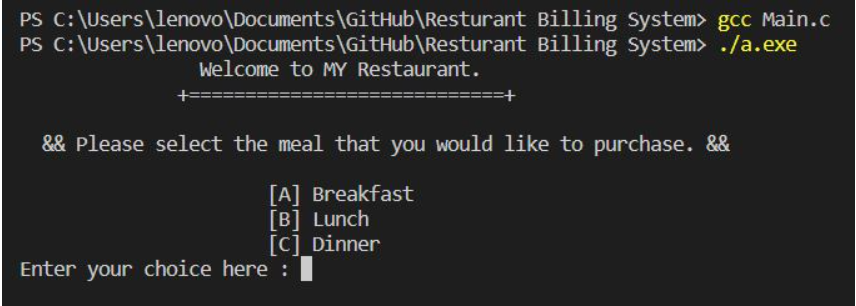 PS C:\Users\lenovo\Documents\GitHub\Resturant Billing System> gcc Main.c
PS C:\Users\lenovo\Documents\GitHub\Resturant Billing System> ./a.exe
Welcome to MY Restaurant.
+============================+
&& Please select the meal that you would like to purchase. &&
[A] Breakfast
[B] Lunch
[C] Dinner
Enter your choice here :